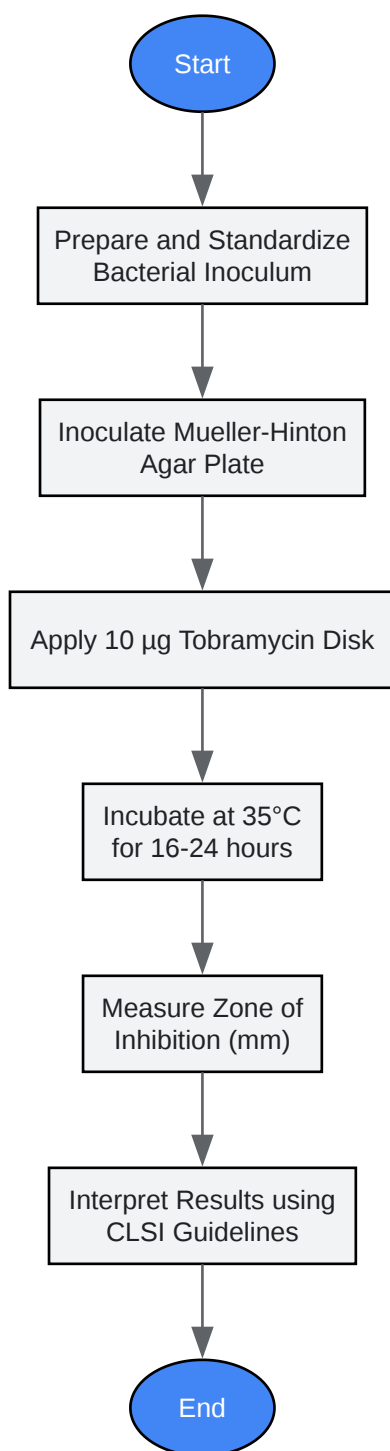 Start
Prepare and Standardize
Bacterial Inoculum
Inoculate Mueller-Hinton
Agar Plate
Apply 10 µg Tobramycin Disk
Incubate at 35°C
for 16-24 hours
Measure Zone of
Inhibition (mm)
Interpret Results using
CLSI Guidelines
End